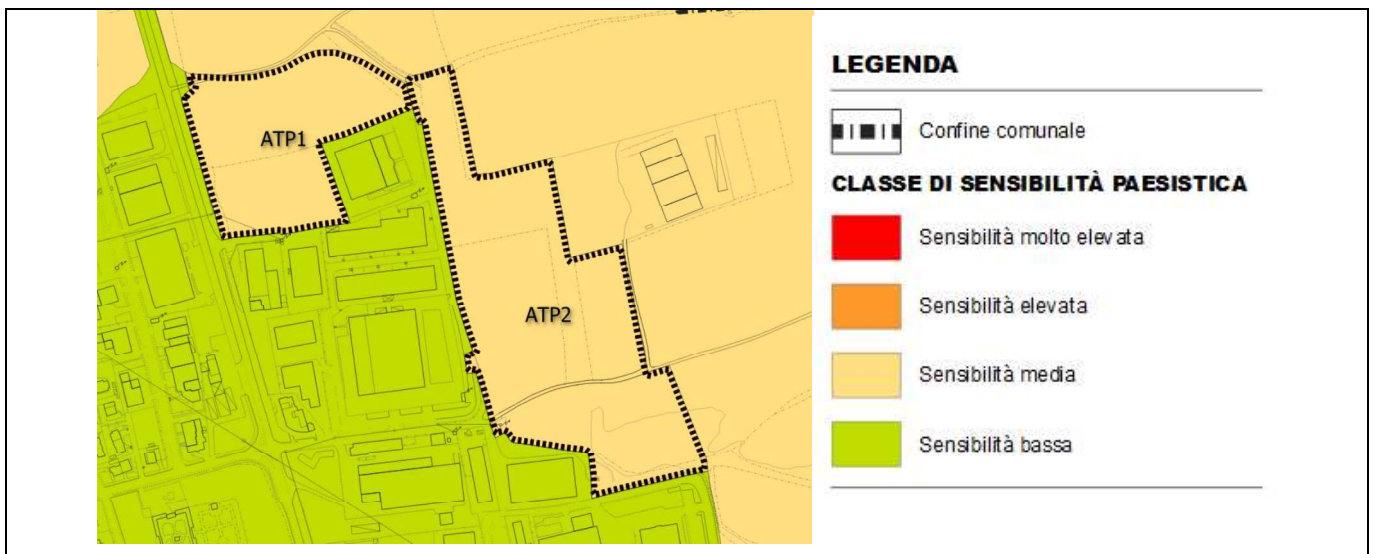 ATP1
ATP2
LEGENDA
Confine comunale
CLASSE DI SENSIBILITÀ PAESISTICA
Sensibilità molto elevata
Sensibilità elevata
Sensibilità media
Sensibilità bassa